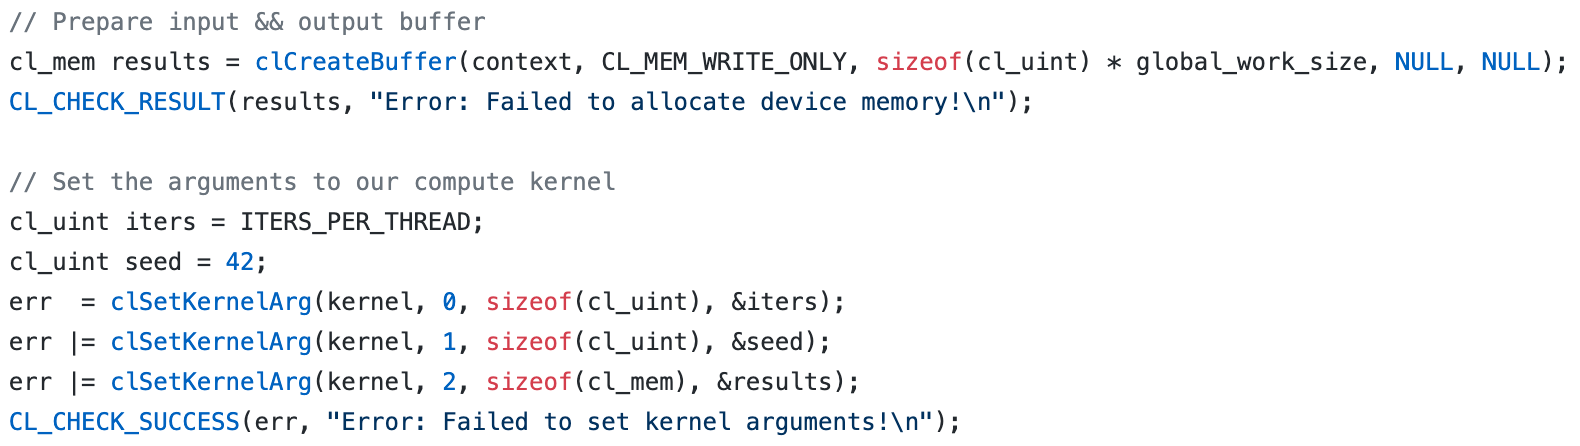 // Prepare input && output buffer
cl_mem results = clCreateBuffer(context, CL_MEM_WRITE_ONLY, sizeof(cl_uint) * global_work_size, NULL, NULL);
CL_CHECK_RESULT(results, "Error: Failed to allocate device memory!\n");
// Set the arguments to our compute kernel
cl_uint iters = ITERS_PER_THREAD;
cl_uint seed = 42;
err  = clSetKernelArg(kernel, 0, sizeof(cl_uint), &iters);
err |= clSetKernelArg(kernel, 1, sizeof(cl_uint), &seed);
err |= clSetKernelArg(kernel, 2, sizeof(cl_mem), &results);
CL_CHECK_SUCCESS(err, "Error: Failed to set kernel arguments!\n");